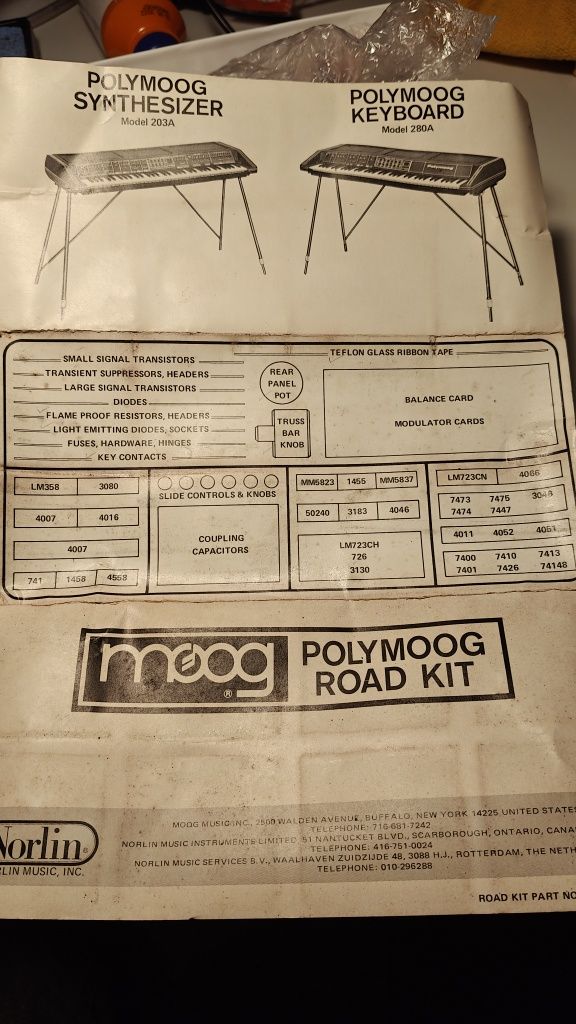 POLYMOOG
SYNTHESIZER
Model 203A
POLYMOOG
KEYBOARD
Model 280A
SMALL SIGNAL TRANSISTORS
TRANSIENT SUPPRESSORS, HEADERS
LARGE SIGNAL TRANSISTORS
DIODES
FLAME PROOF RESISTORS, HEADERS
LIGHT EMITTING DIODES, SOCKETS
FUSES, HARDWARE, HINGES
KEY CONTACTS
TEFLON GLASS RIBBON TAPE
REAR
PANEL
POT
TRUSS
BAR
KNOB
BALANCE CARD
MODULATOR CARDS
LM358 3080
4007 4016
4007
741 1458 4558
SLIDE CONTROLS & KNOBS
COUPLING
CAPACITORS
MM5823 1455 MM5837
50240 3183 4046
LM723CH
726
3130
LM723CN 4066
7473 7475 3046
7474 7447
4011 4052 4051
7400 7410 7413
7401 7426 74148
moog®
POLYMOOG
ROAD KIT
Norlin®
RLIN MUSIC, INC.
MOOG MUSIC INC., 2500 WALDEN AVENUE, BUFFALO, NEW YORK 14225 UNITED STATES
TELEPHONE: 716-681-7242
NORLIN MUSIC INSTRUMENTS LIMITED, 51 NANTUCKET BLVD., SCARBOROUGH, ONTARIO, CANA
TELEPHONE: 416-751-0024
NORLIN MUSIC SERVICES B.V., WAALHAVEN ZUIDZIJDE 48, 3088 H.J., ROTTERDAM, THE NETH
TELEPHONE: 010-296288
ROAD KIT PART NO